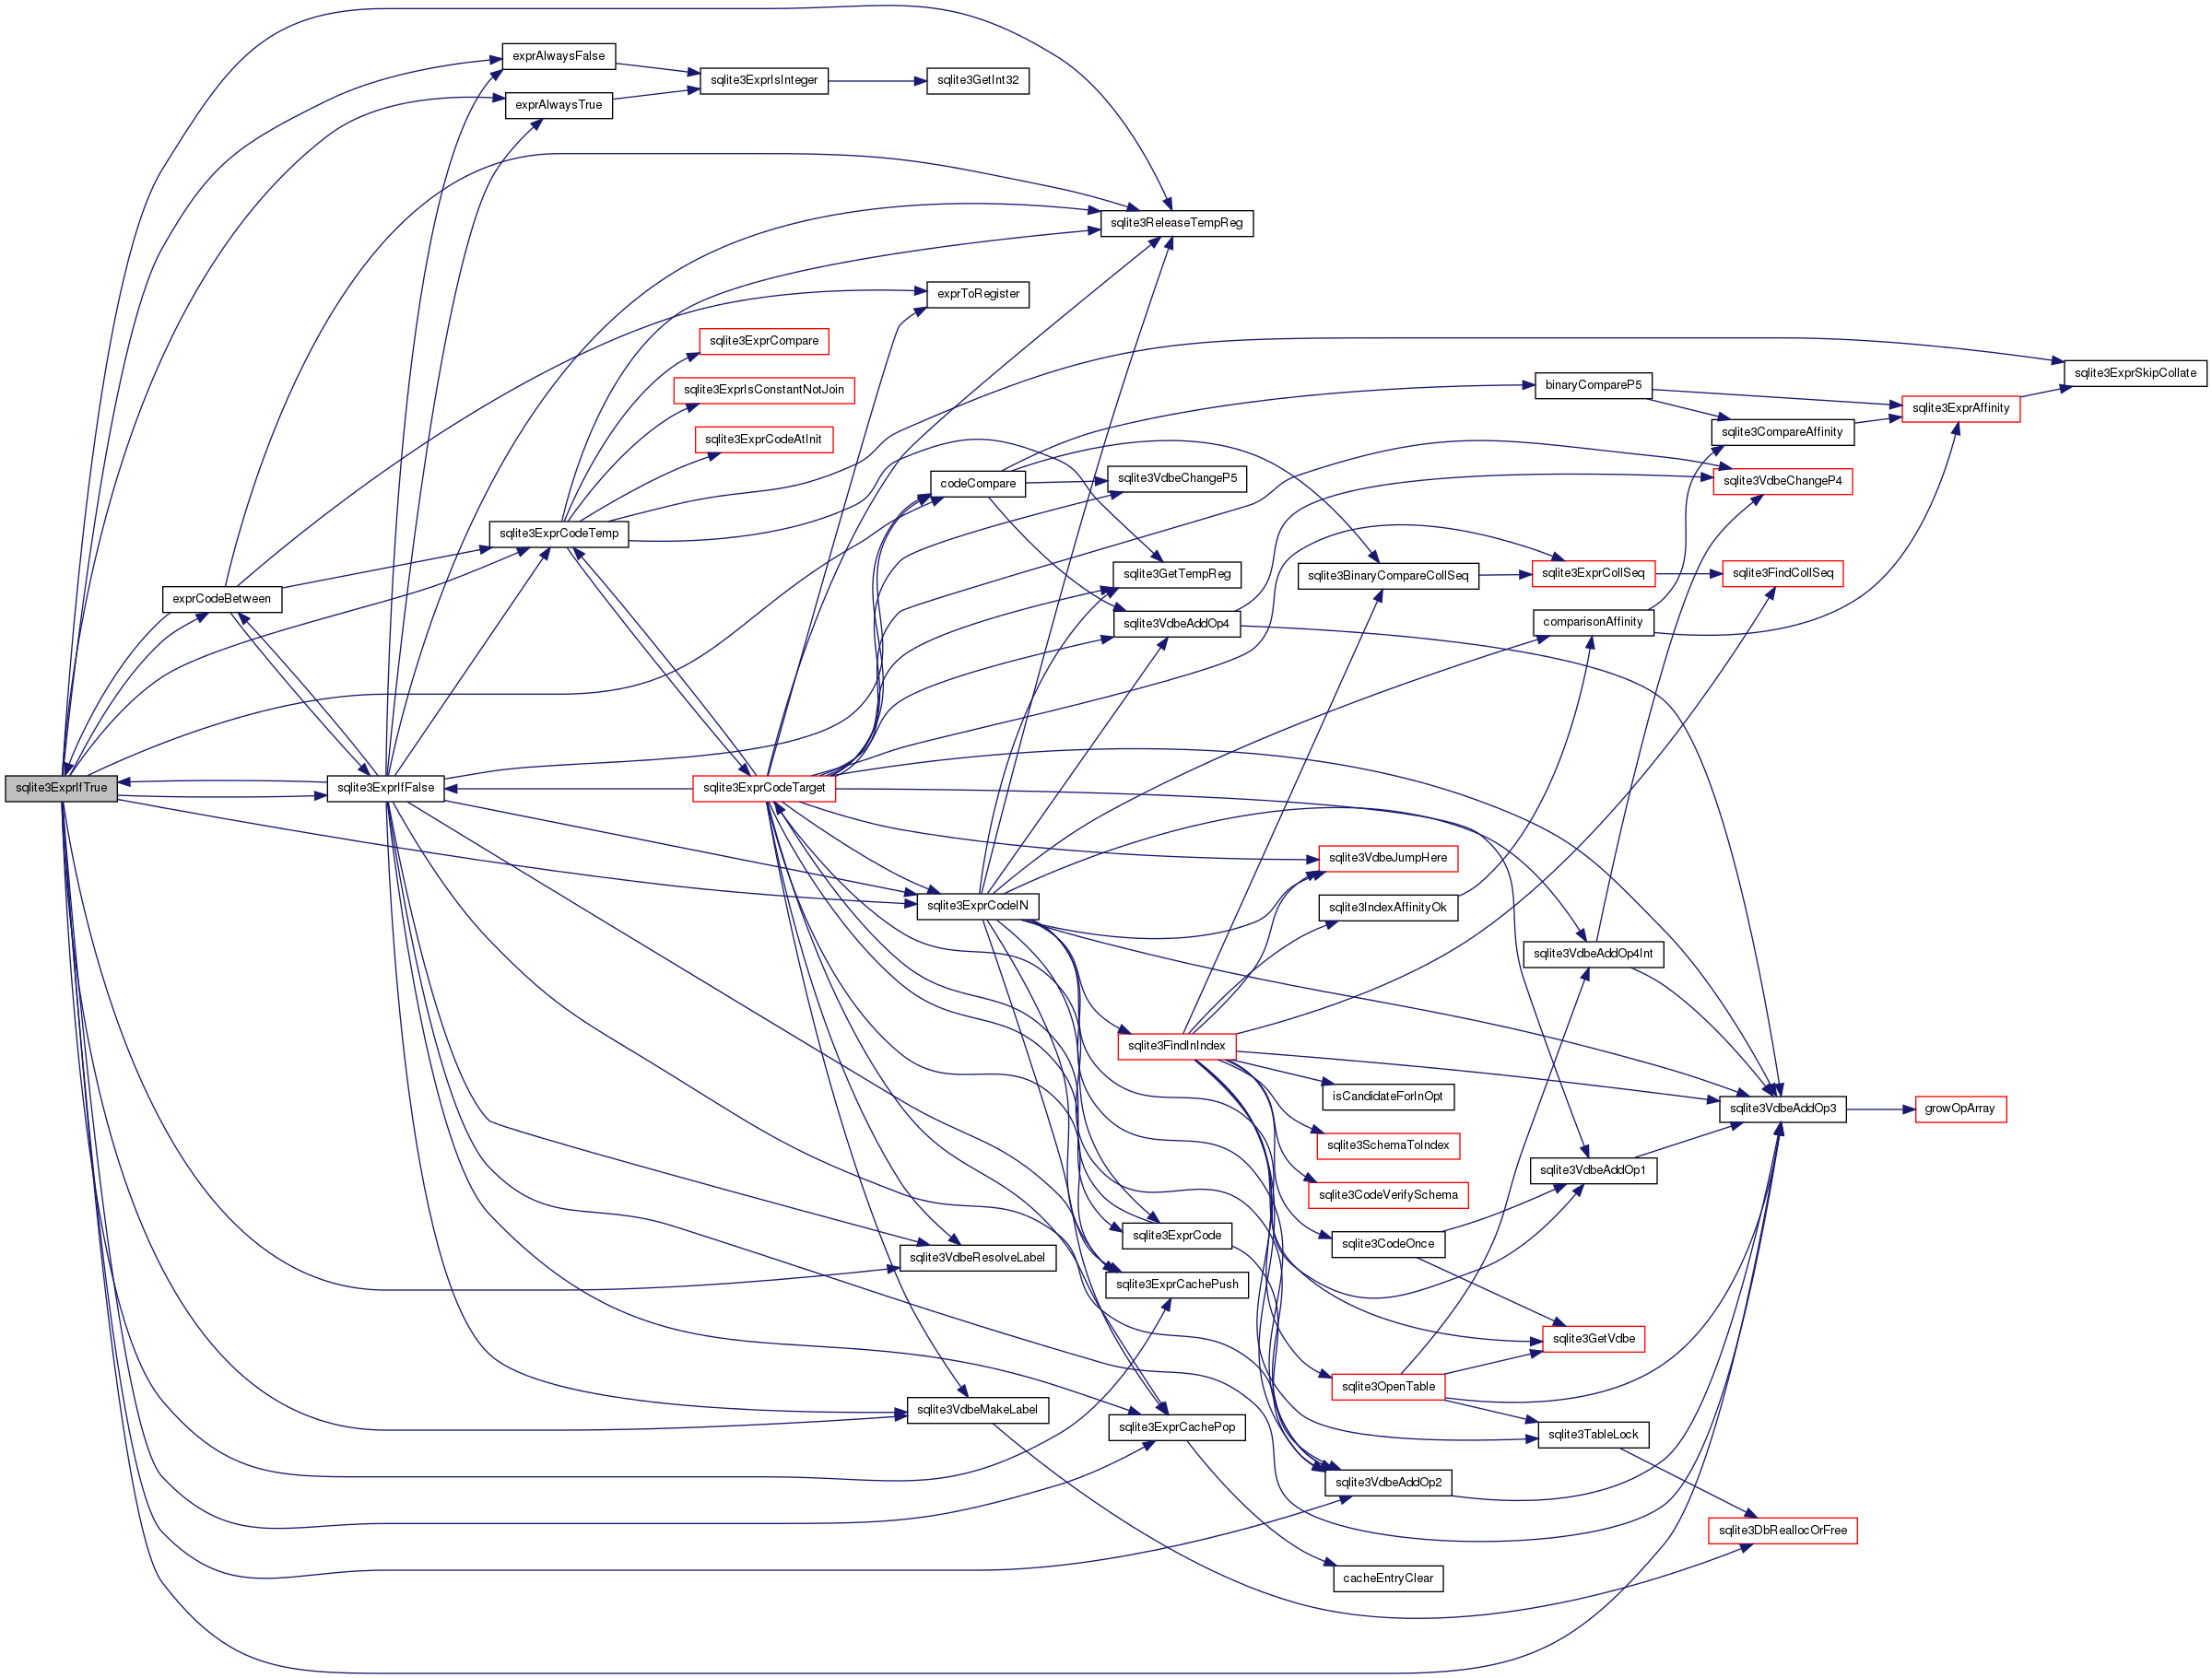 exprAlwaysFalse
sqlite3ExprIsInteger
sqlite3GetInt32
exprAlwaysTrue
sqlite3ReleaseTempReg
exprToRegister
sqlite3ExprCompare
sqlite3ExprSkipCollate
sqlite3ExprIsConstantNotJoin
binaryCompareP5
sqlite3ExprAffinity
sqlite3CompareAffinity
sqlite3ExprCodeAtInit
codeCompare
sqlite3VdbeChangeP5
sqlite3VdbeChangeP4
sqlite3ExprCodeTemp
sqlite3GetTempReg
sqlite3BinaryCompareCollSeq
sqlite3ExprCollSeq
sqlite3FindCollSeq
exprCodeBetween
sqlite3VdbeAddOp4
comparisonAffinity
sqlite3ExprIfTrue
sqlite3ExprIfFalse
sqlite3ExprCodeTarget
sqlite3VdbeJumpHere
sqlite3ExprCodeIN
sqlite3IndexAffinityOk
sqlite3VdbeAddOp4Int
sqlite3FindInIndex
isCandidateForInOpt
sqlite3VdbeAddOp3
growOpArray
sqlite3SchemaToIndex
sqlite3VdbeAddOp1
sqlite3CodeVerifySchema
sqlite3ExprCode
sqlite3CodeOnce
sqlite3VdbeResolveLabel
sqlite3ExprCachePush
sqlite3GetVdbe
sqlite3OpenTable
sqlite3VdbeMakeLabel
sqlite3ExprCachePop
sqlite3TableLock
sqlite3VdbeAddOp2
sqlite3DbReallocOrFree
cacheEntryClear